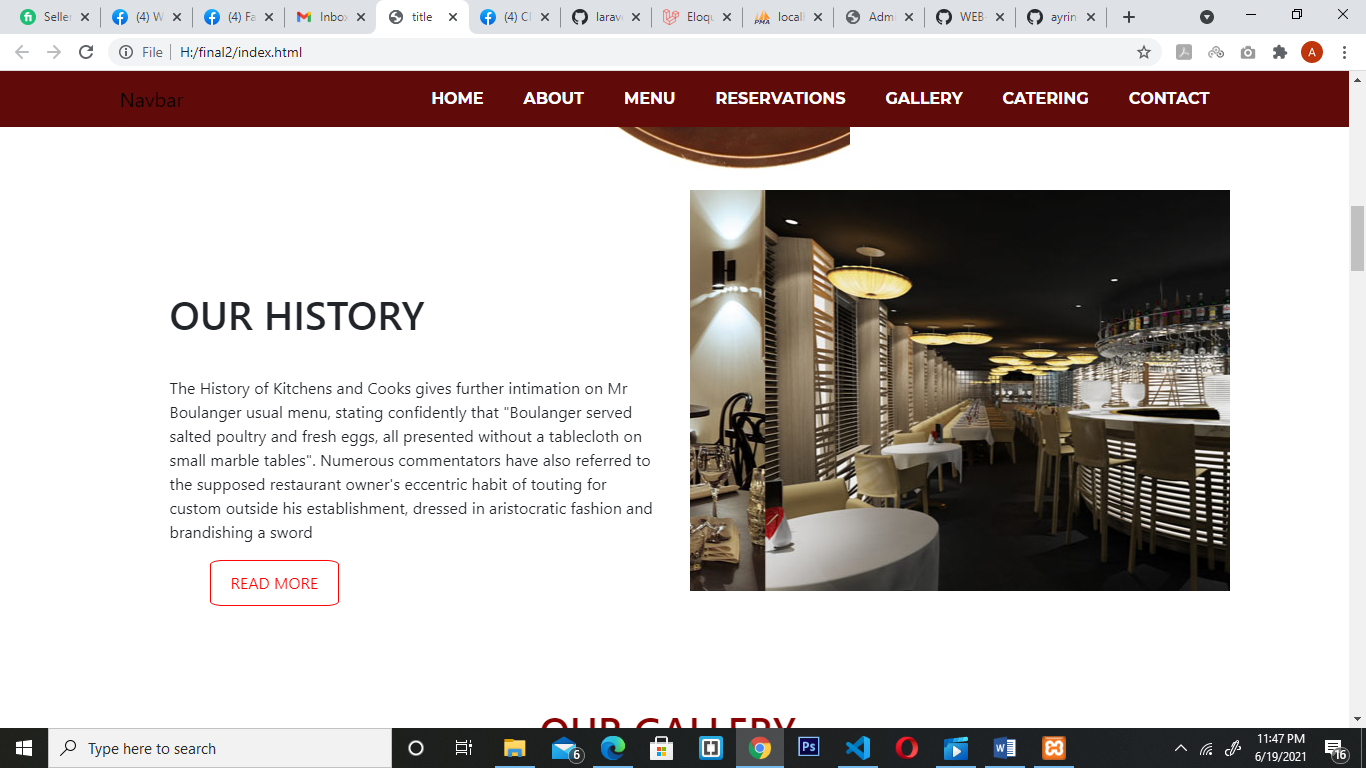 Seller
(4) W
(4) Fa
Inbox
title
(4) Cl
larav
Eloqu
locall
Adm
WEB-
ayrin
File
H:/final2/index.html
A
Navbar
HOME
ABOUT
MENU
RESERVATIONS
GALLERY
CATERING
CONTACT
OUR HISTORY
The History of Kitchens and Cooks gives further intimation on Mr
Boulanger usual menu, stating confidently that "Boulanger served
salted poultry and fresh eggs, all presented without a tablecloth on
small marble tables". Numerous commentators have also referred to
the supposed restaurant owner's eccentric habit of touting for
custom outside his establishment, dressed in aristocratic fashion and
brandishing a sword
READ MORE
OUR GALLERY
Type here to search
6
Ps
11:47 PM
6/19/2021
16